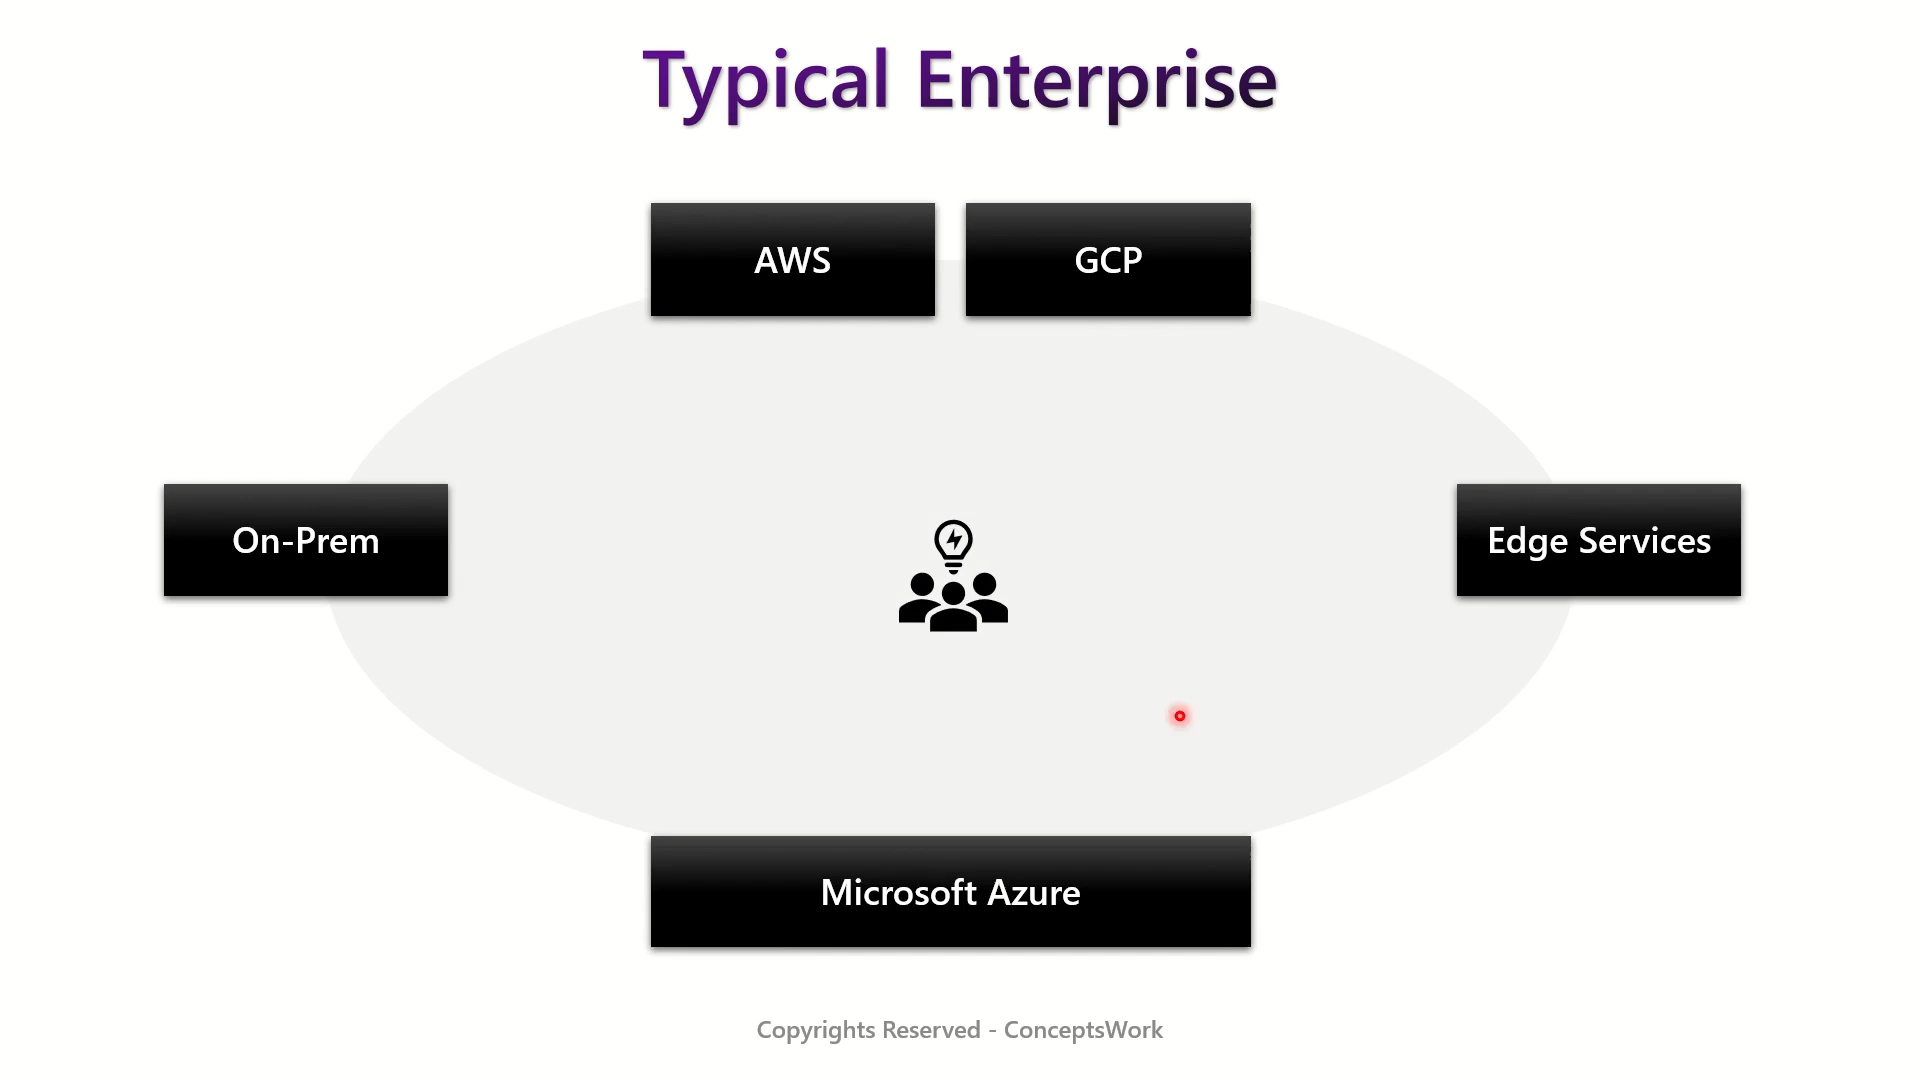 Typical Enterprise
AWS
GCP
On-Prem
Edge Services
Microsoft Azure
Copyrights Reserved - ConceptsWork